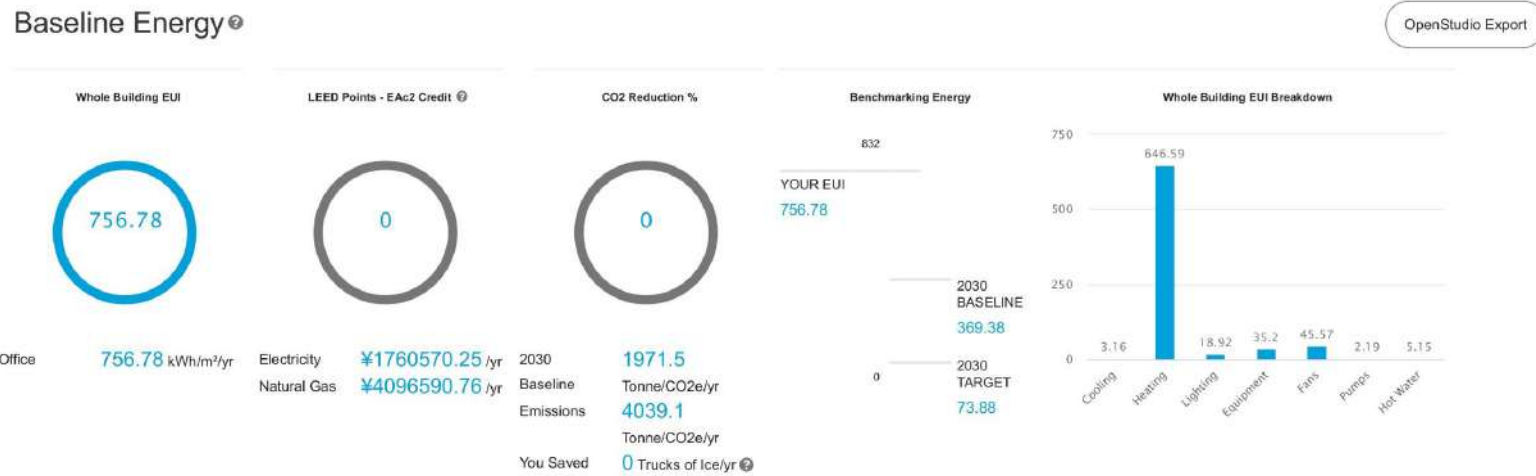 Baseline Energy
OpenStudio Export
Whole Building EUI
756.78
Office 756.78 kWh/m²/yr
LEED Points - EAc2 Credit
0
Electricity ¥1760570.25 /yr
Natural Gas ¥4096590.76 /yr
CO2 Reduction %
0
2030 Baseline 1971.5 Tonne/CO2e/yr
Emissions 4039.1 Tonne/CO2e/yr
You Saved 0 Trucks of Ice/yr
Benchmarking Energy
832
YOUR EUI
756.78
2030
BASELINE
369.38
0
2030
TARGET
73.88
Whole Building EUI Breakdown
750
500
250
0
3.16
646.59
18.92
35.2
45.57
2.19
5.15
Cooling
Heating
Lighting
Equipment
Fans
Pumps
Hot Water